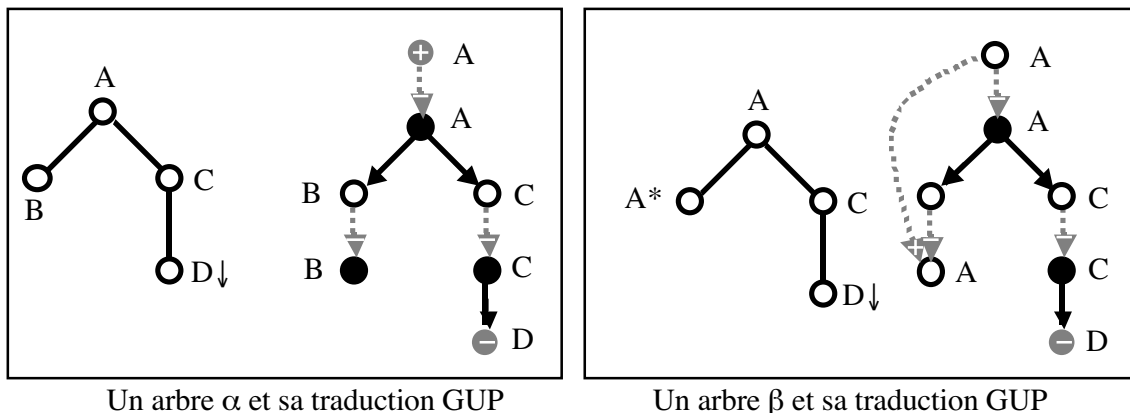 A
B
C
D↓
+
A
−
A
B
C
−
−
B
C
−
D
Un arbre α et sa traduction GUP
A
A*
C
D↓
A
−
A
C
+
−
−
A
C
−
D
Un arbre β et sa traduction GUP